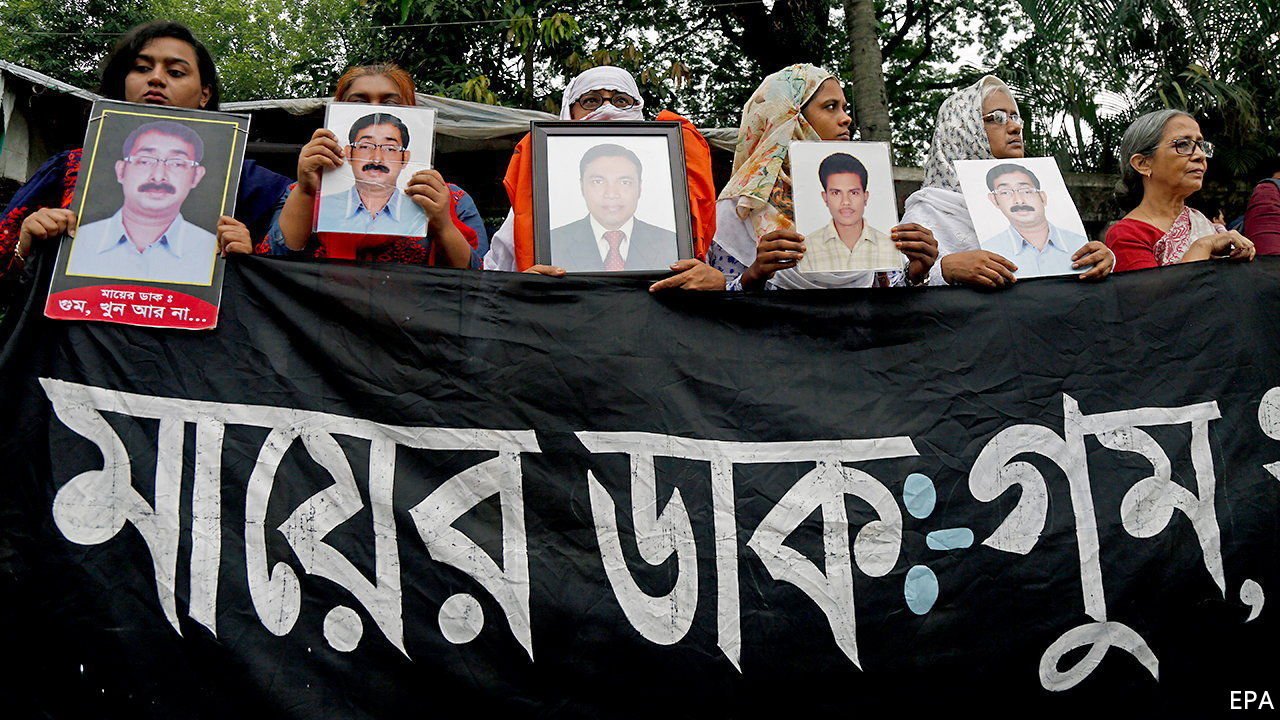 মায়ের ডাক :
গুম, খুন আর না...
মায়ের ডাক: গুম,
EPA